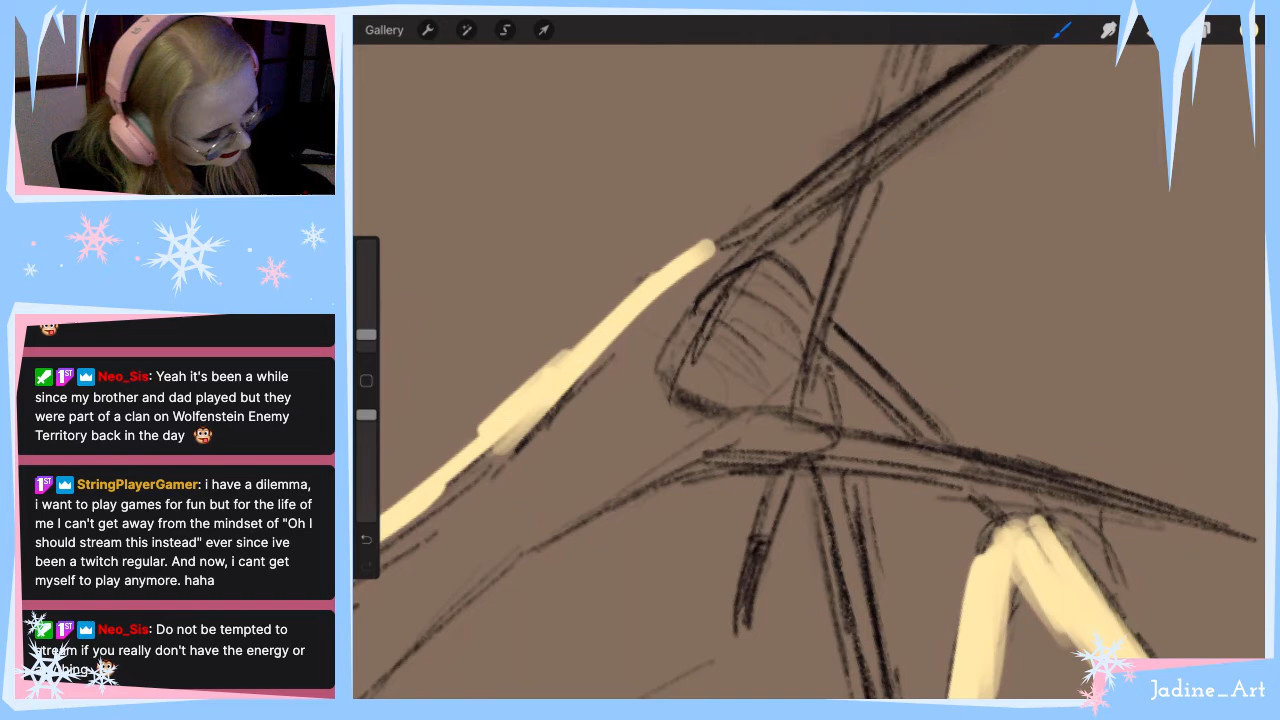 Gallery
Neo_Sis: Yeah it's been a while
since my brother and dad played but they
were part of a clan on Wolfenstein Enemy
Territory back in the day
1ST StringPlayerGamer: i have a dilemma,
i want to play games for fun but for the life of
me I can't get away from the mindset of "Oh I
should stream this instead" ever since ive
been a twitch regular. And now, i cant get
myself to play anymore. haha
Neo_Sis: Do not be tempted to
stream if you really don't have the energy or
Jadine_Art